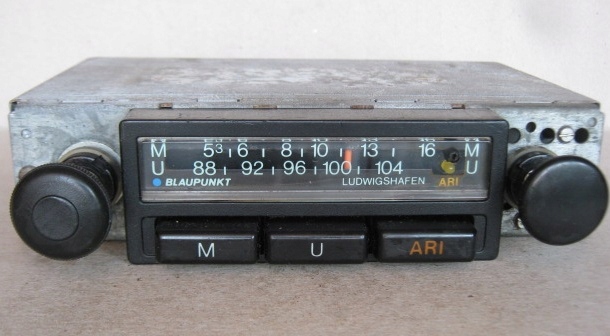 M 5³ 6 8 10 13 16 M
U 88 92 96 100 104 U
BLAUPUNKT LUDWIGSHAFEN ARI
M U ARI